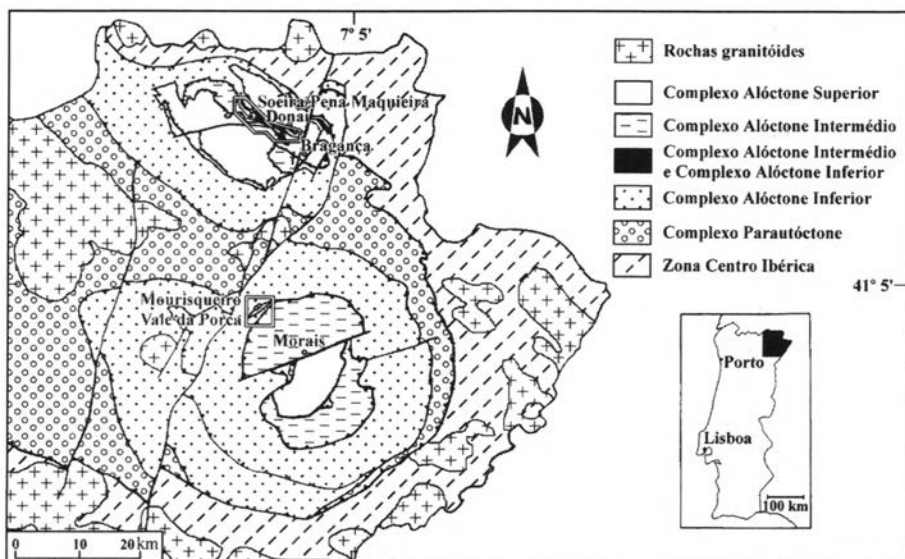 7º 5'
Soeira Pena Maquieira
Donai
Bragança
Mourisqueiro
Vale da Porca
Morais
0 10 20 km
N
Rochas granitóides
Complexo Alóctone Superior
Complexo Alóctone Intermédio
Complexo Alóctone Intermédio
e Complexo Alóctone Inferior
Complexo Alóctone Inferior
Complexo Parautóctone
Zona Centro Ibérica
41º 5'
Porto
Lisboa
100 km